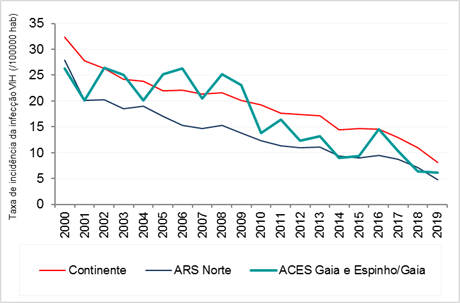 Taxa de incidência da infecção VIH (/100000 hab)
35
30
25
20
15
10
5
0
2000 2001 2002 2003 2004 2005 2006 2007 2008 2009 2010 2011 2012 2013 2014 2015 2016 2017 2018 2019
Continente ARS Norte ACES Gaia e Espinho/Gaia